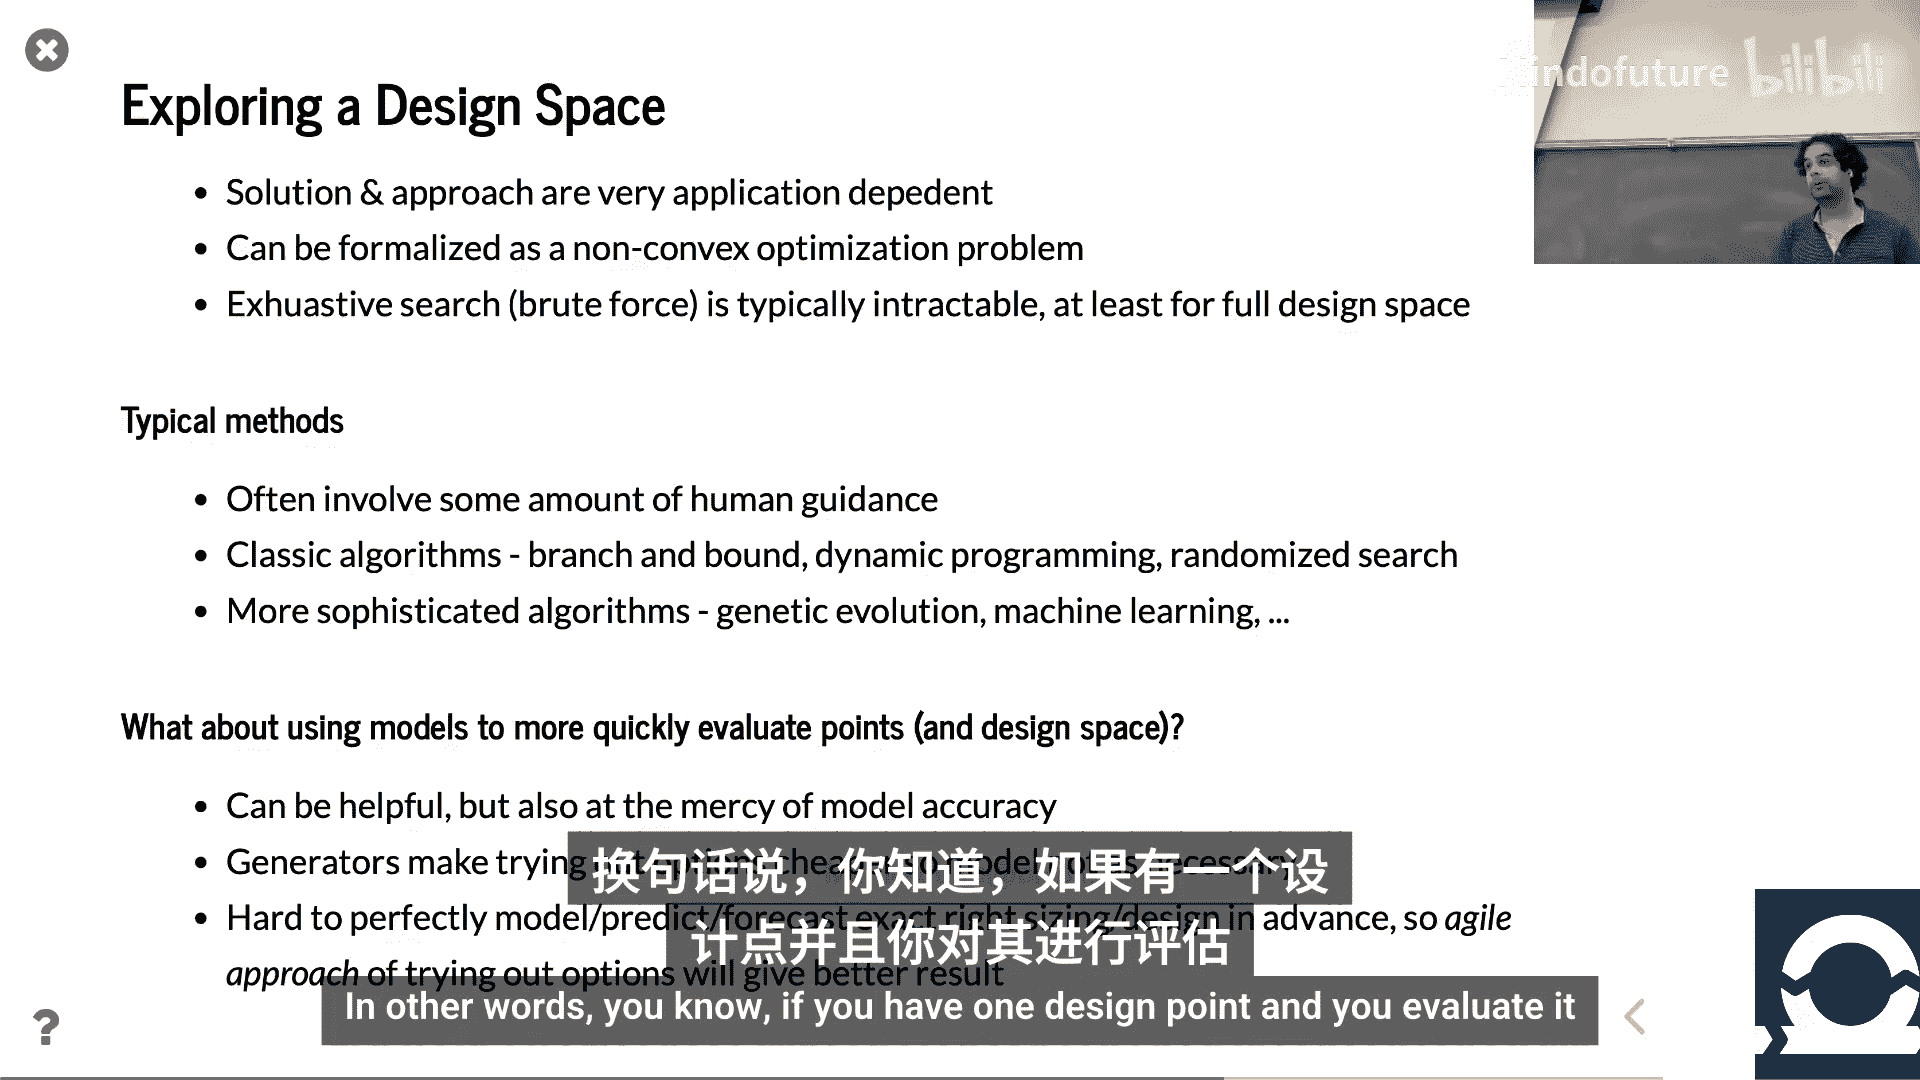 Exploring a Design Space
Solution & approach are very application depedent
Can be formalized as a non-convex optimization problem
Exhuastive search (brute force) is typically intractable, at least for full design space
Typical methods
Often involve some amount of human guidance
Classic algorithms - branch and bound, dynamic programming, randomized search
More sophisticated algorithms - genetic evolution, machine learning, ...
What about using models to more quickly evaluate points (and design space)?
Can be helpful, but also at the mercy of model accuracy
Generators make trying
Hard to perfectly model/predict/forecast exact right sizing/design in advance, so agile
approach of trying out options will give better result
换句话说，你知道，如果有一个设
计点并且你对其进行评估
In other words, you know, if you have one design point and you evaluate it
indofuture bilibili
?